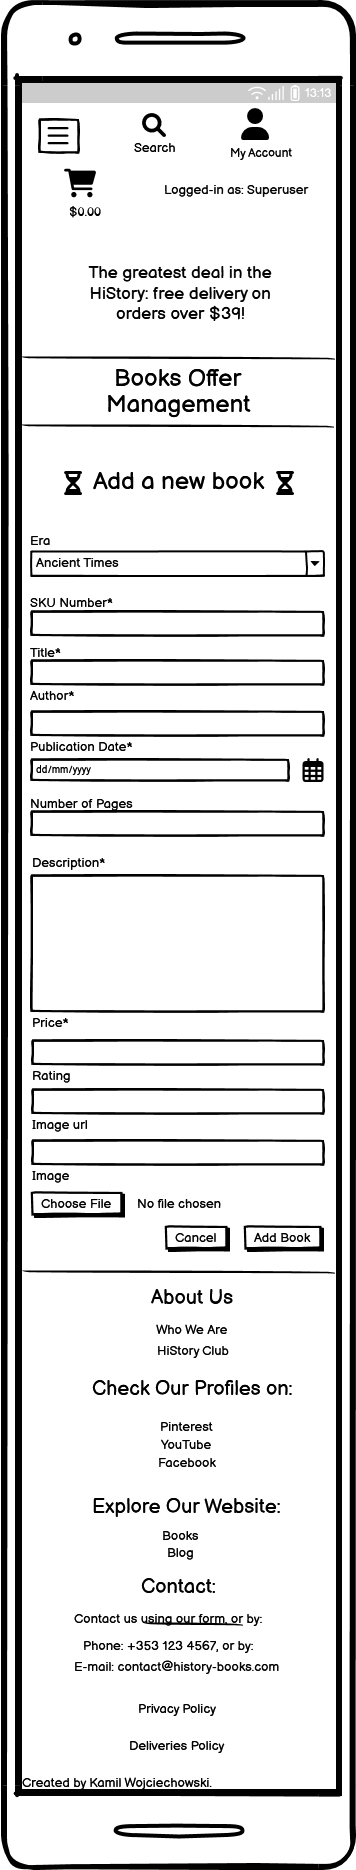 13:13
Search
My Account
$0.00
Logged-in as: Superuser
The greatest deal in the
HiStory: free delivery on
orders over $39!
Books Offer
Management
Add a new book
Era
Ancient Times
SKU Number*
Title*
Author*
Publication Date*
dd/mm/yyyy
Number of Pages
Description*
Price*
Rating
Image url
Image
Choose File
No file chosen
Cancel
Add Book
About Us
Who We Are
HiStory Club
Check Our Profiles on:
Pinterest
YouTube
Facebook
Explore Our Website:
Books
Blog
Contact:
Contact us using our form, or by:
Phone: +353 123 4567, or by:
E-mail: contact@history-books.com
Privacy Policy
Deliveries Policy
Created by Kamil Wojciechowski.